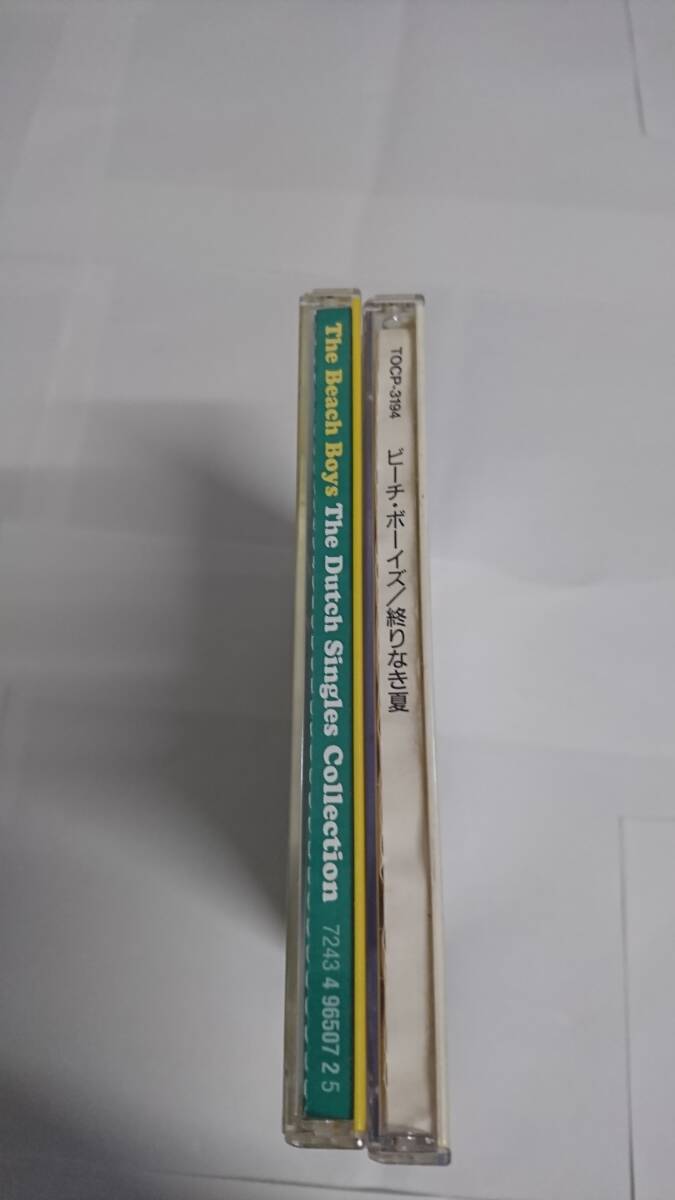 The Beach Boys The Dutch Singles Collection 7243 4 96507 2 5
TOCP-3194 ビーチ・ボーイズ/終りなき夏